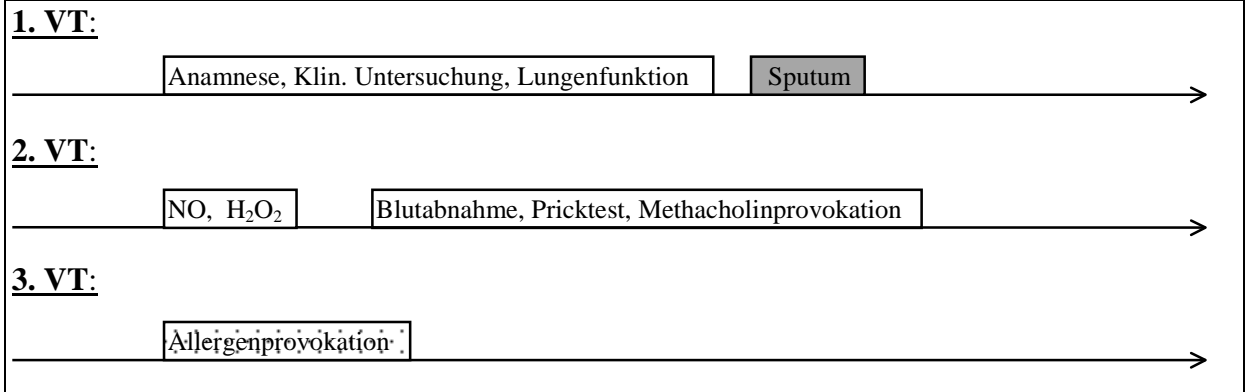 1. VT:
Anamnese, Klin. Untersuchung, Lungenfunktion Sputum
2. VT:
NO, H₂O₂ Blutabnahme, Pricktest, Methacholinprovokation
3. VT:
Allergenprovokation